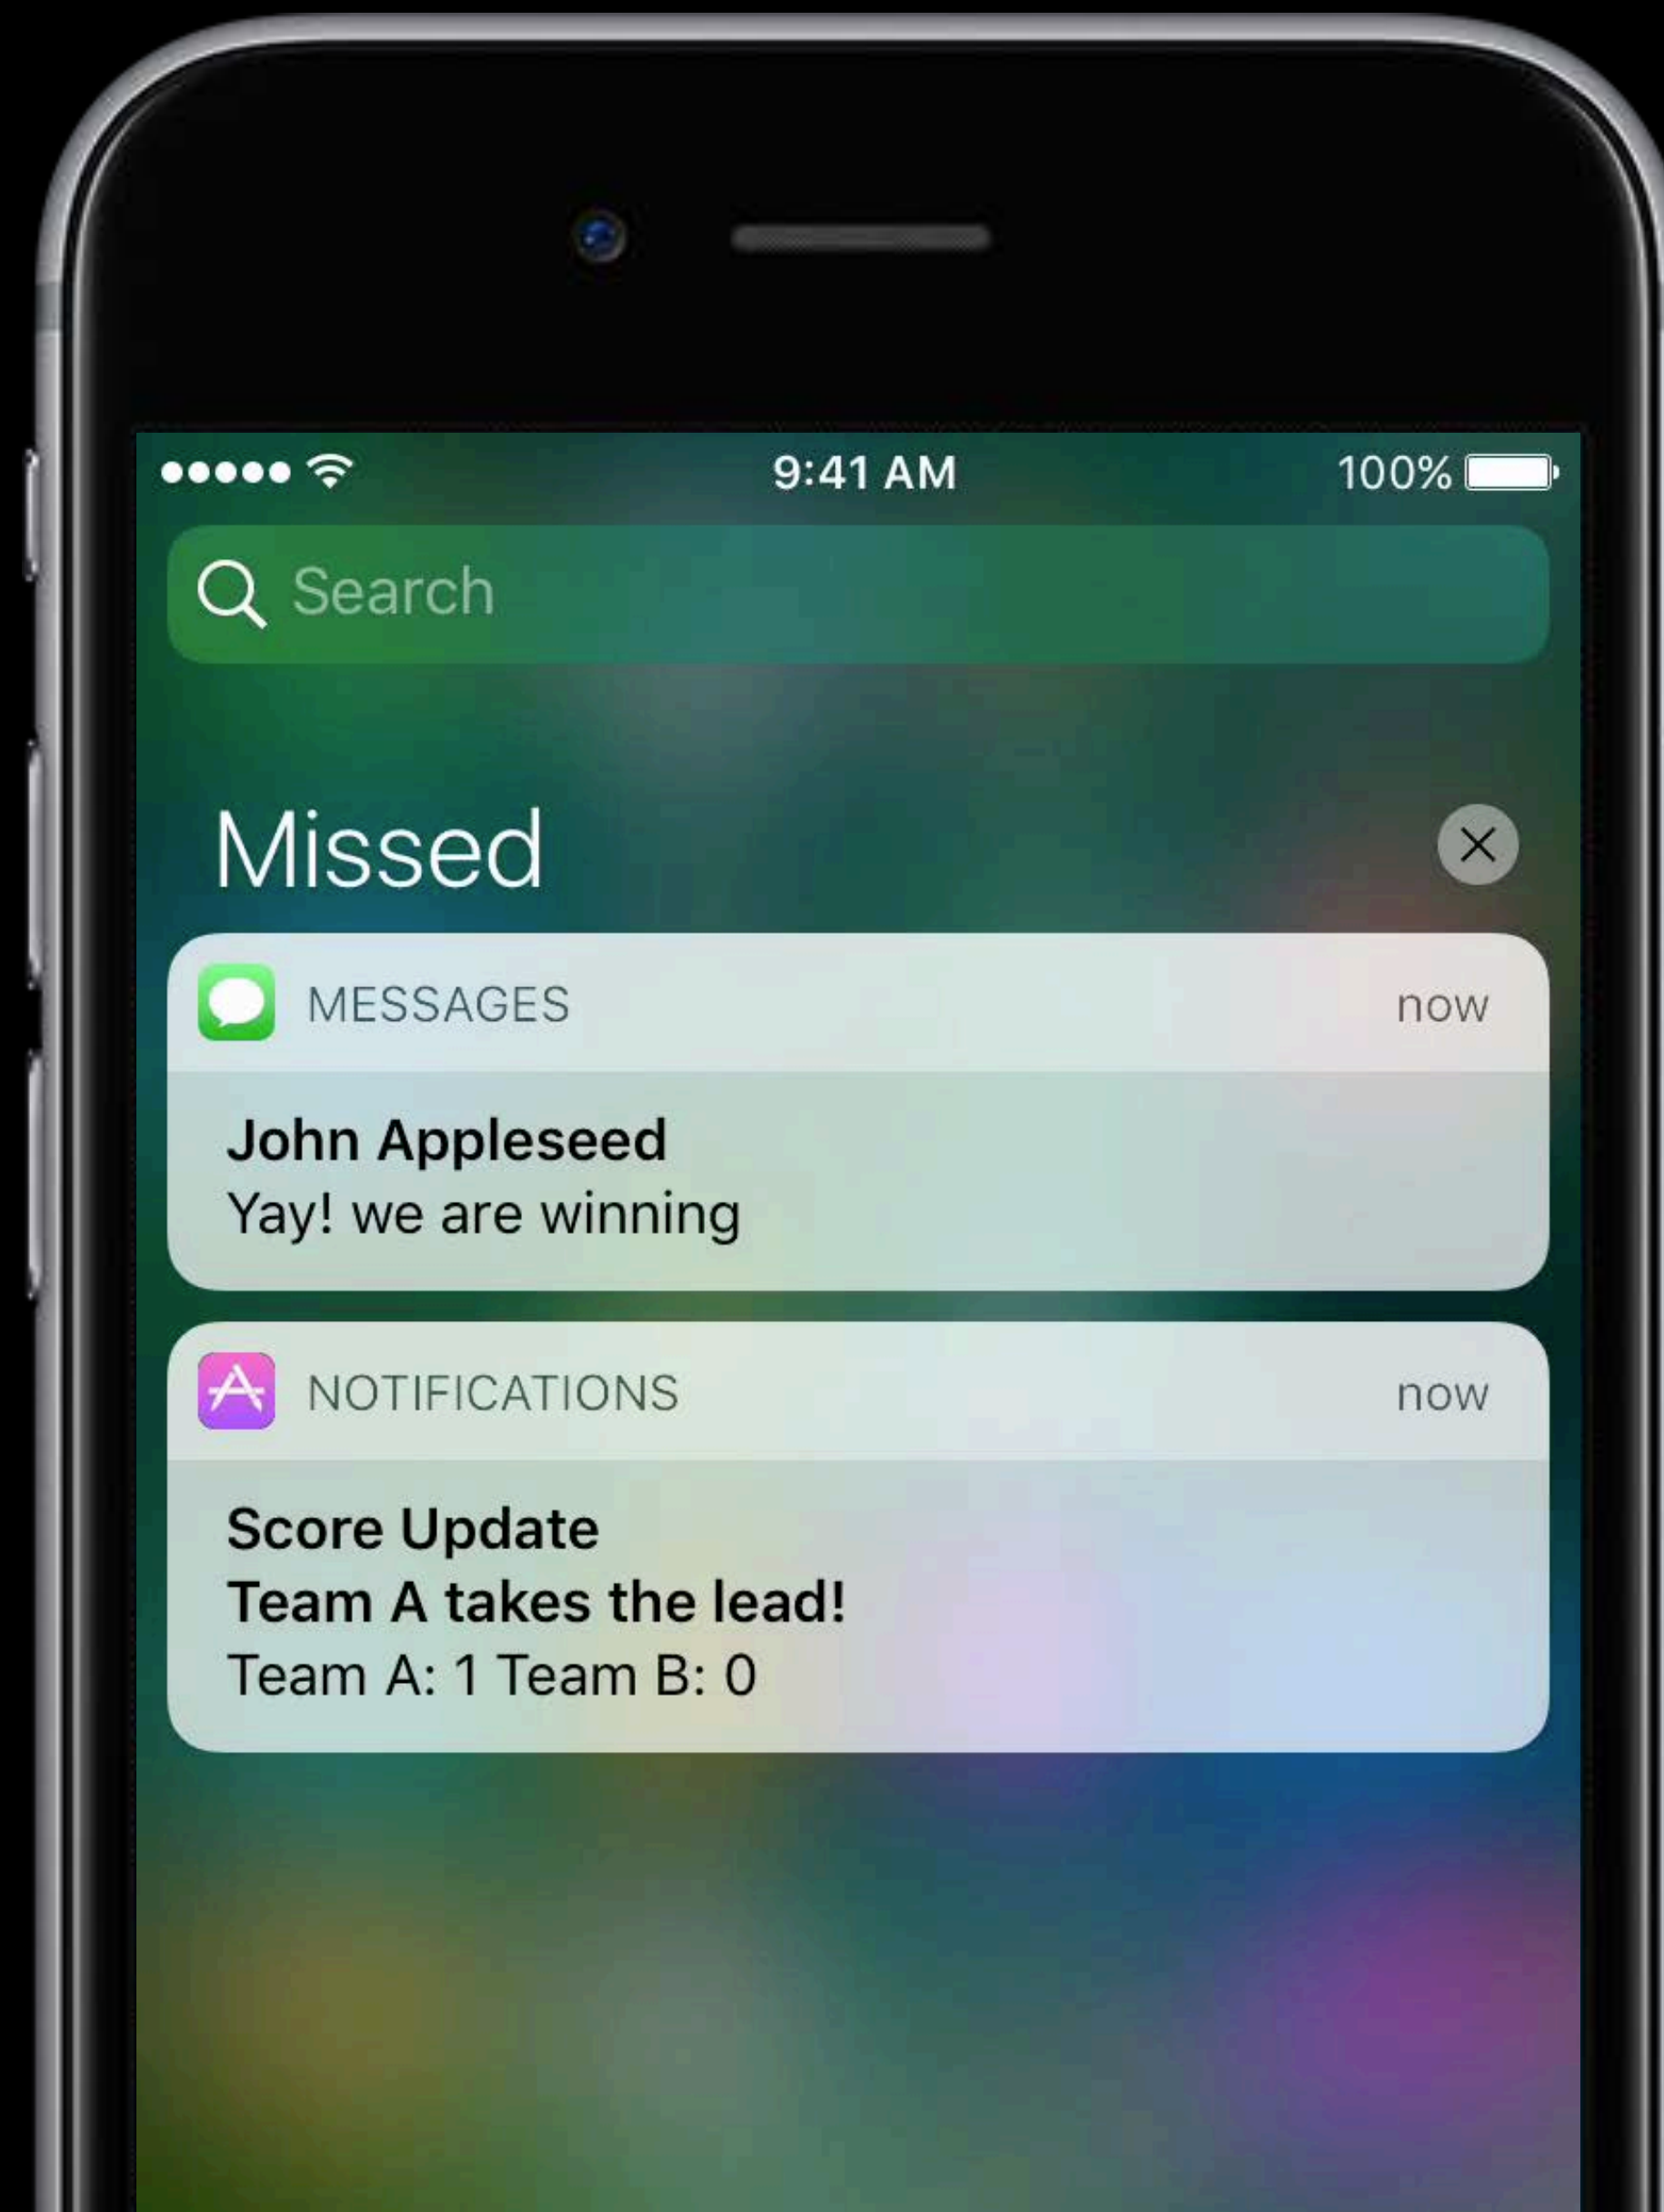 9:41 AM 100%
Search
Missed
MESSAGES now
John Appleseed
Yay! we are winning
NOTIFICATIONS now
Score Update
Team A takes the lead!
Team A: 1 Team B: 0